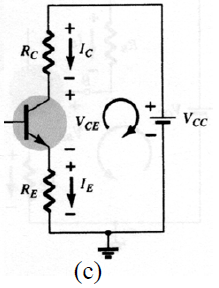 +
R_C I_C
−
+
V_CE + V_CC
−
−
+
R_E I_E
−
(c)